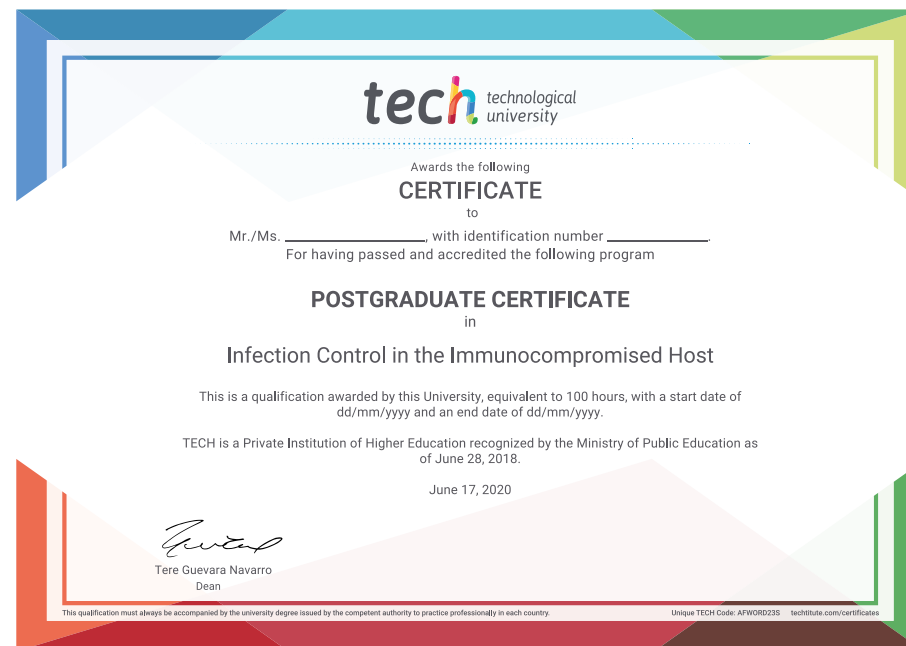 tech technological
university
Awards the following
CERTIFICATE
to
Mr./Ms. ____________________, with identification number ______________.
For having passed and accredited the following program
POSTGRADUATE CERTIFICATE
in
Infection Control in the Immunocompromised Host
This is a qualification awarded by this University, equivalent to 100 hours, with a start date of
dd/mm/yyyy and an end date of dd/mm/yyyy.
TECH is a Private Institution of Higher Education recognized by the Ministry of Public Education as
of June 28, 2018.
June 17, 2020
Tere Guevara Navarro
Dean
This qualification must always be accompanied by the university degree issued by the competent authority to practice professionally in each country.
Unique TECH Code: AFWORD23S techtitute.com/certificates